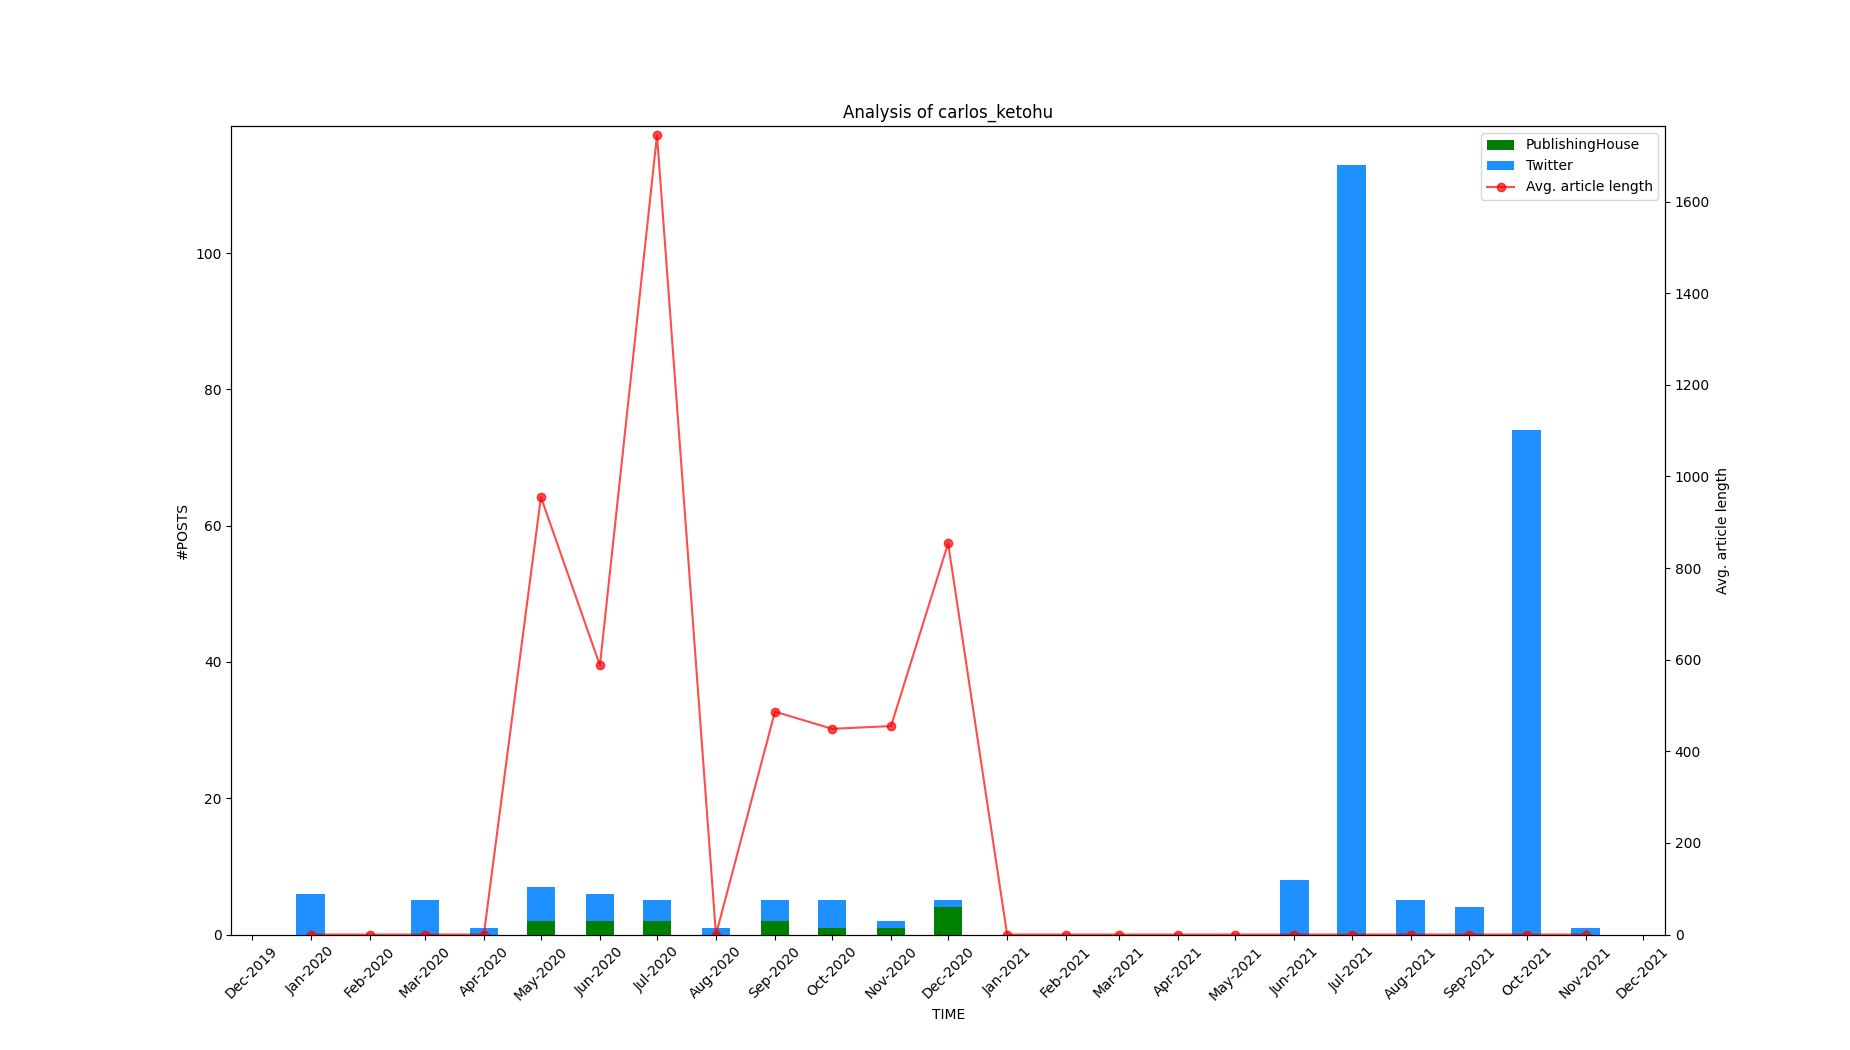 Analysis of carlos_ketohu
PublishingHouse
Twitter
Avg. article length
100
80
60
40
20
0
#POSTS
1600
1400
1200
1000
800
600
400
200
0
Avg. article length
Dec-2019
Jan-2020
Feb-2020
Mar-2020
Apr-2020
May-2020
Jun-2020
Jul-2020
Aug-2020
Sep-2020
Oct-2020
Nov-2020
Dec-2020
Jan-2021
Feb-2021
Mar-2021
Apr-2021
May-2021
Jun-2021
Jul-2021
Aug-2021
Sep-2021
Oct-2021
Nov-2021
Dec-2021
TIME